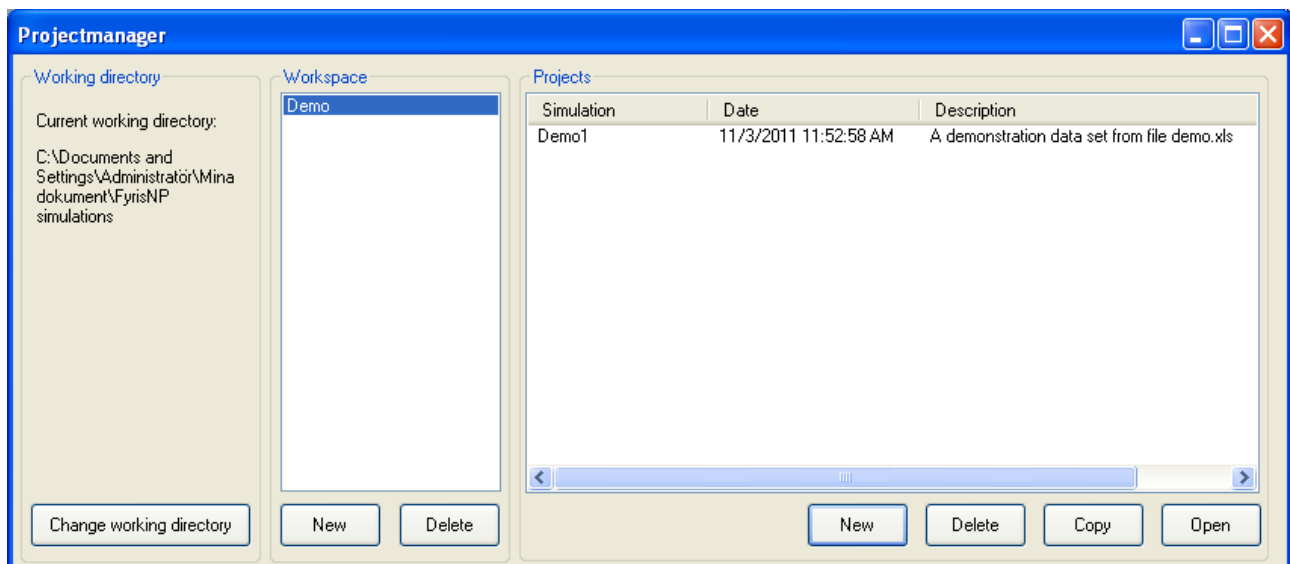 Projectmanager
Working directory
Current working directory:
C:\Documents and
Settings\Administratör\Mina
dokument\FyrisNP
simulations
Change working directory
Workspace
Demo
New Delete
Projects
Simulation Date Description
Demo1 11/3/2011 11:52:58 AM A demonstration data set from file demo.xls
New Delete Copy Open